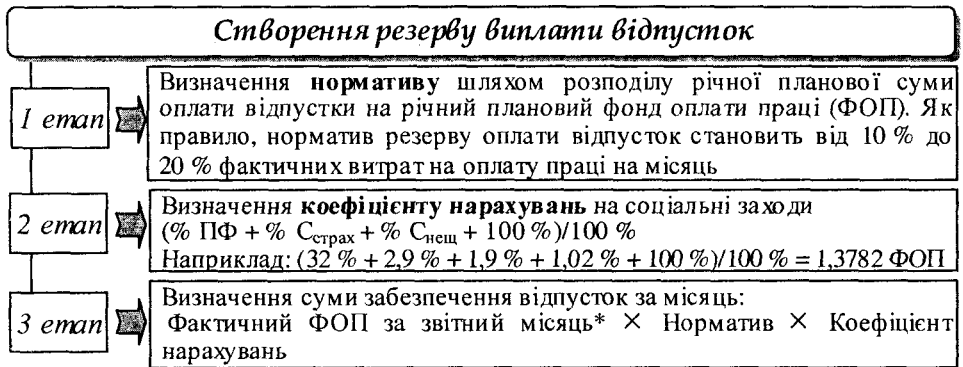 Створення резерву виплати відпусток
1 етап
Визначення нормативу шляхом розподілу річної планової суми
оплати відпустки на річний плановий фонд оплати праці (ФОП). Як
правило, норматив резерву оплати відпусток становить від 10 % до
20 % фактичних витрат на оплату праці на місяць
2 етап
Визначення коефіцієнту нарахувань на соціальні заходи
(% ПФ + % Сстрах + % Снещ + 100 %)/100 %
Наприклад: (32 % + 2,9 % + 1,9 % + 1,02 % + 100 %)/100 % = 1,3782 ФОП
3 етап
Визначення суми забезпечення відпусток за місяць:
Фактичний ФОП за звітний місяць* × Норматив × Коефіцієнт
нарахувань